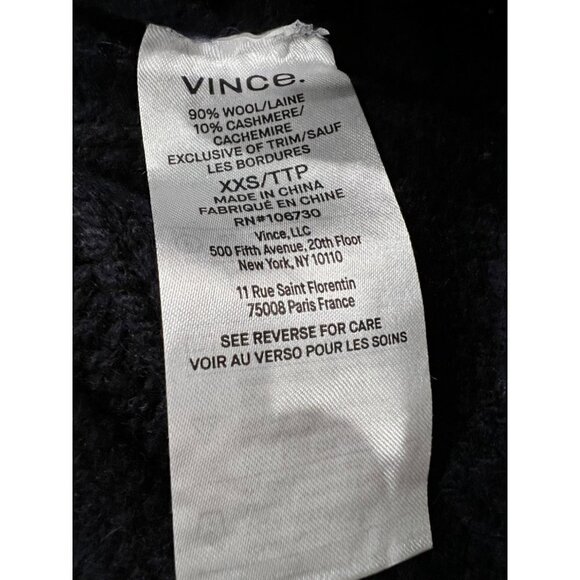 VINCE.
90% WOOL/LAINE
10% CASHMERE/
CACHEMIRE
EXCLUSIVE OF TRIM/SAUF
LES BORDURES
XXS/TTP
MADE IN CHINA
FABRIQUÉ EN CHINE
RN#106730
Vince, LLC
500 Fifth Avenue, 20th Floor
New York, NY 10110
11 Rue Saint Florentin
75008 Paris France
SEE REVERSE FOR CARE
VOIR AU VERSO POUR LES SOINS